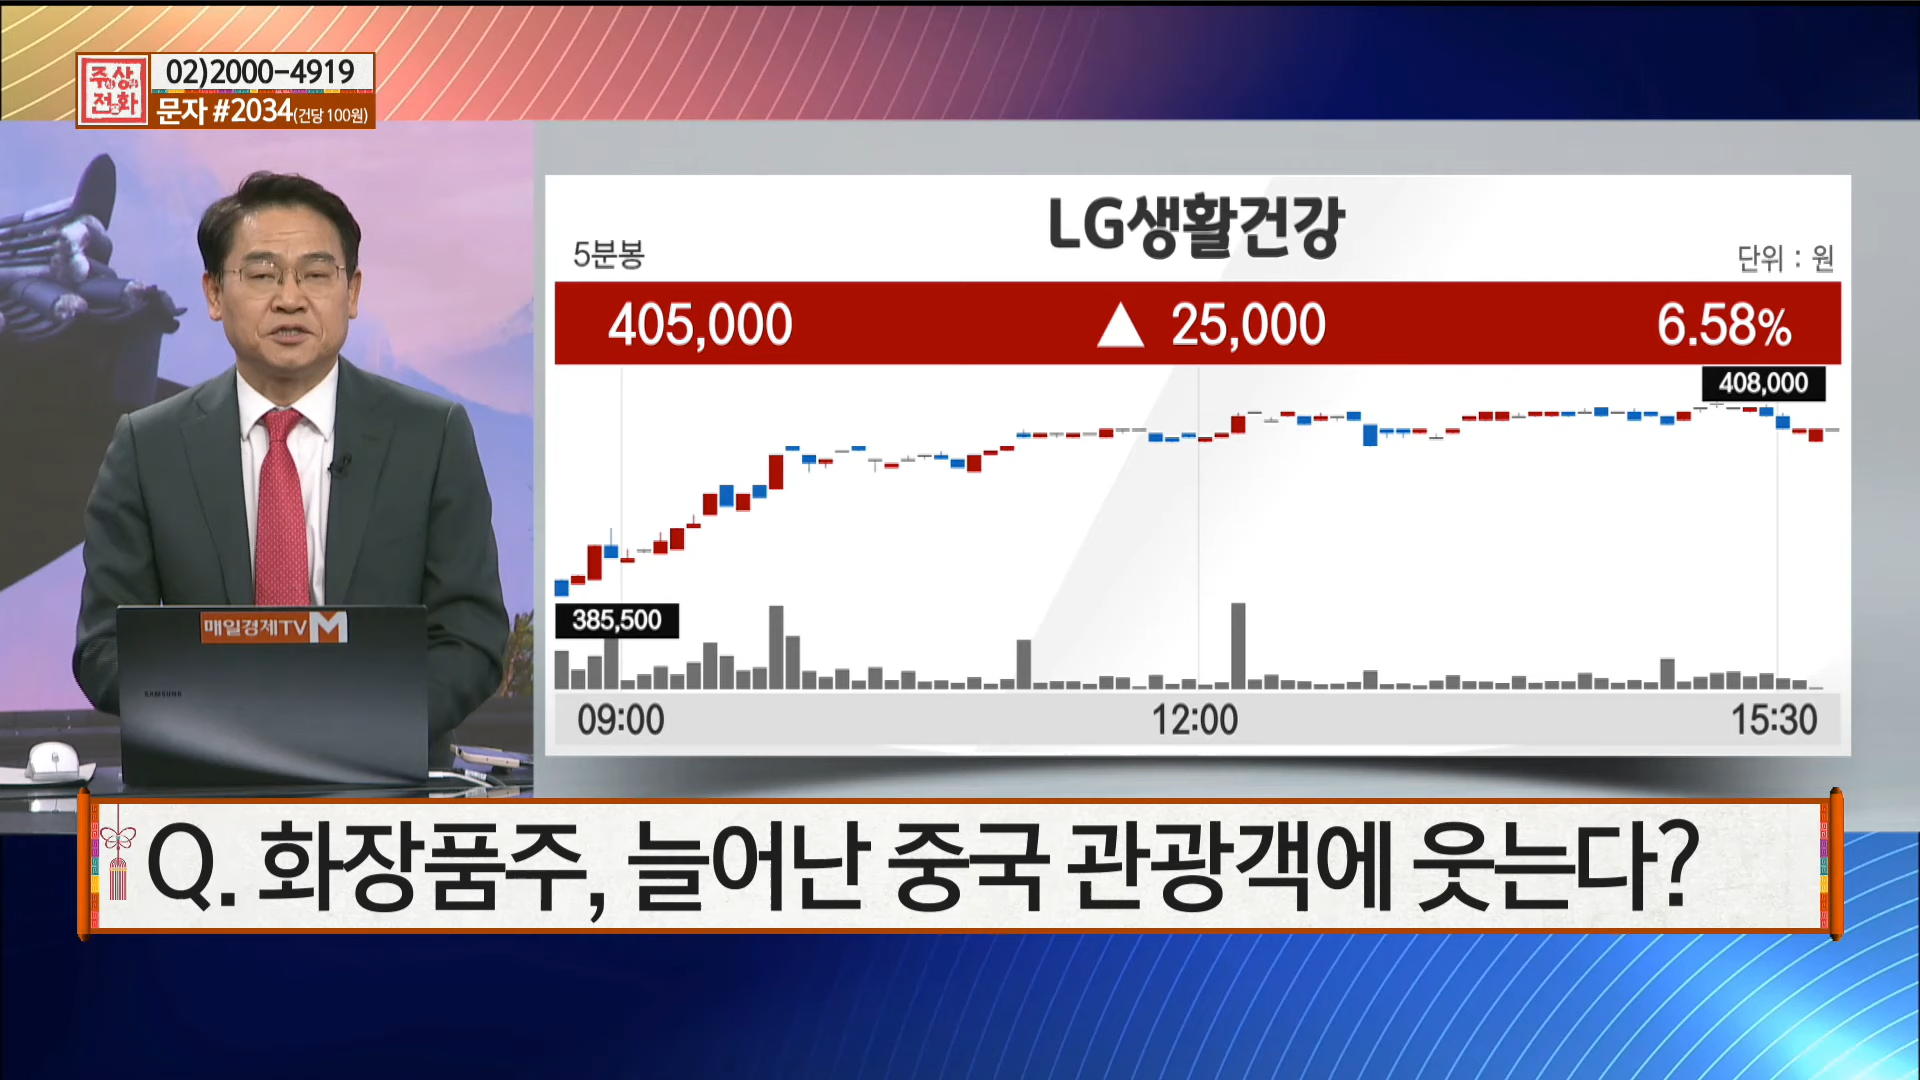 주상
전화
02)2000-4919
문자 #2034(건당 100원)
LG생활건강
5분봉
단위 : 원
405,000 ▲ 25,000 6.58%
408,000
385,500
09:00 12:00 15:30
매일경제TV M
SAMSUNG
Q. 화장품주, 늘어난 중국 관광객에 웃는다?